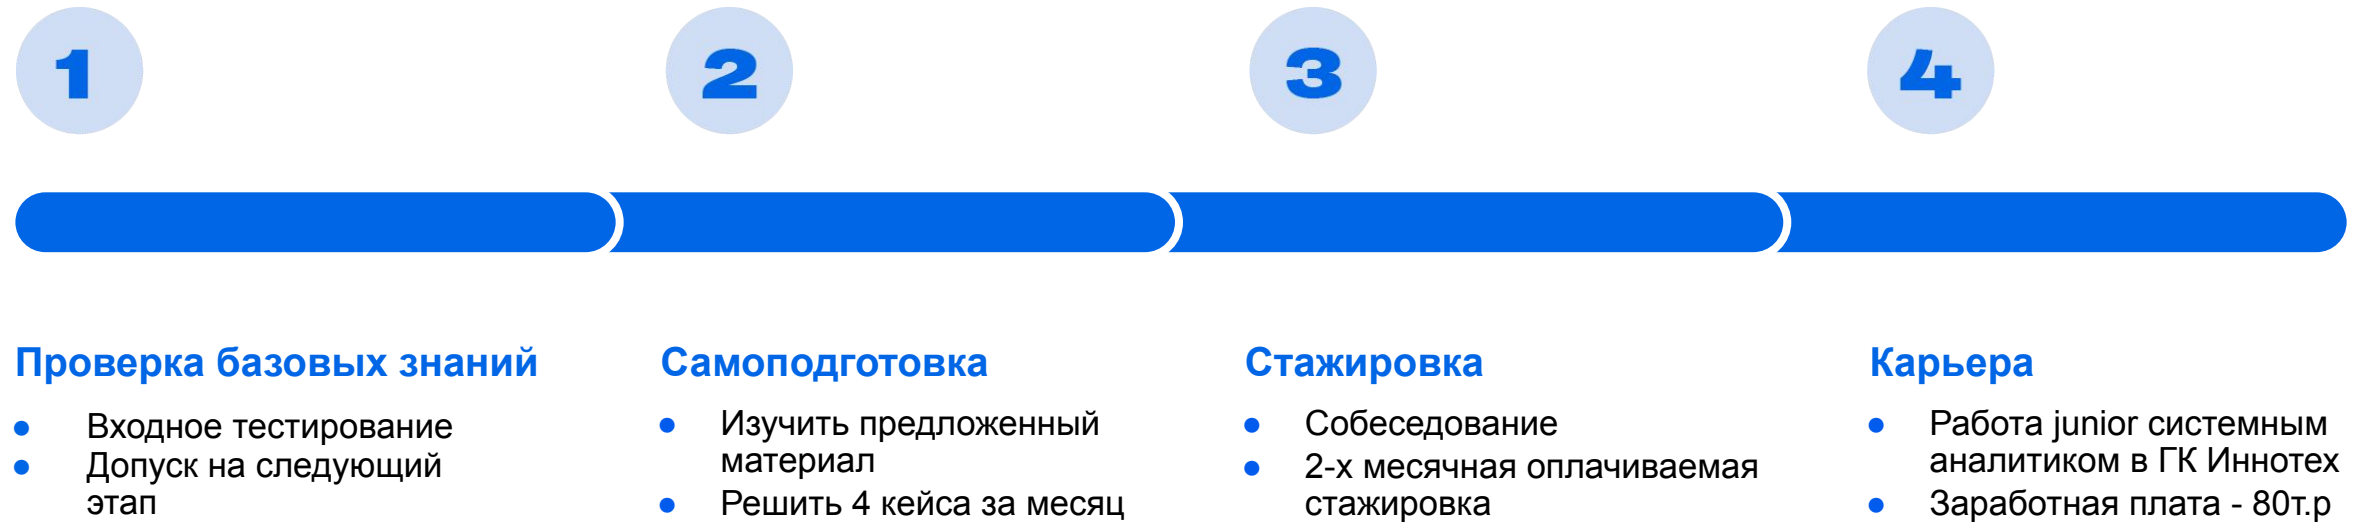 1
2
3
4
Проверка базовых знаний
Входное тестирование
Допуск на следующий
этап
Самоподготовка
Изучить предложенный
материал
Решить 4 кейса за месяц
Стажировка
Собеседование
2-х месячная оплачиваемая
стажировка
Карьера
Работа junior системным
аналитиком в ГК Иннотех
Заработная плата - 80т.р